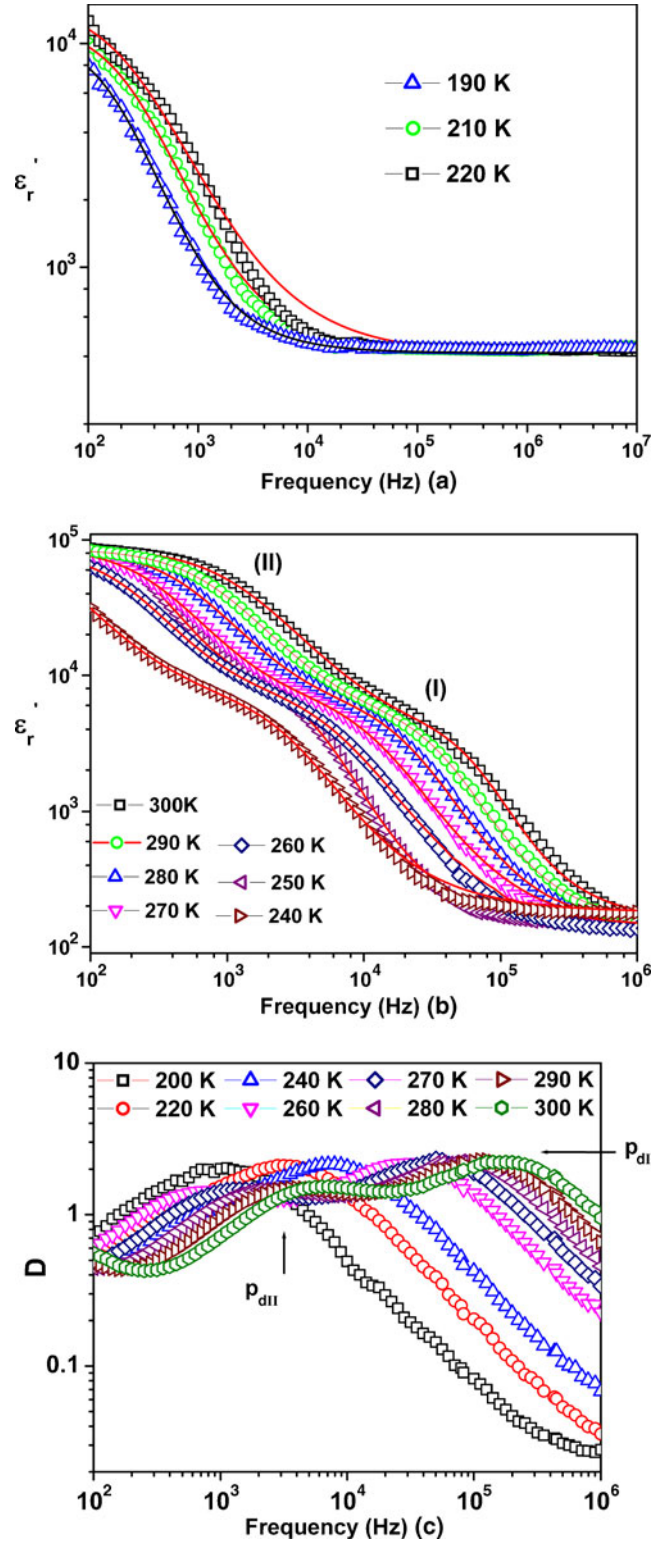 10⁴
10³
εr'
190 K
210 K
220 K
10² 10³ 10⁴ 10⁵ 10⁶ 10⁷
Frequency (Hz) (a)
10⁵
10⁴
10³
10²
εr'
(II)
(I)
300K
290 K 260 K
280 K 250 K
270 K 240 K
10² 10³ 10⁴ 10⁵ 10⁶
Frequency (Hz) (b)
10
1
0.1
D
200 K 240 K 270 K 290 K
220 K 260 K 280 K 300 K
pdI
pdII
10² 10³ 10⁴ 10⁵ 10⁶
Frequency (Hz) (c)